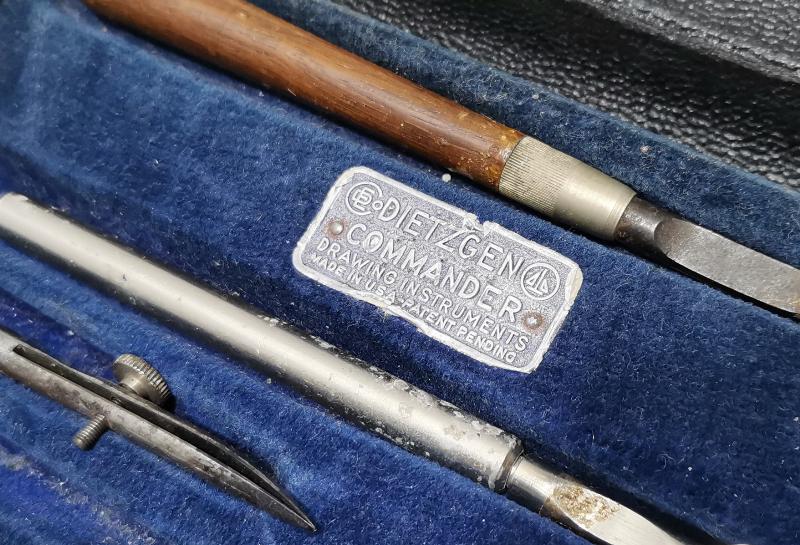 DIETZGEN
COMMANDER
DRAWING INSTRUMENTS
MADE IN U.S.A. PATENT PENDING